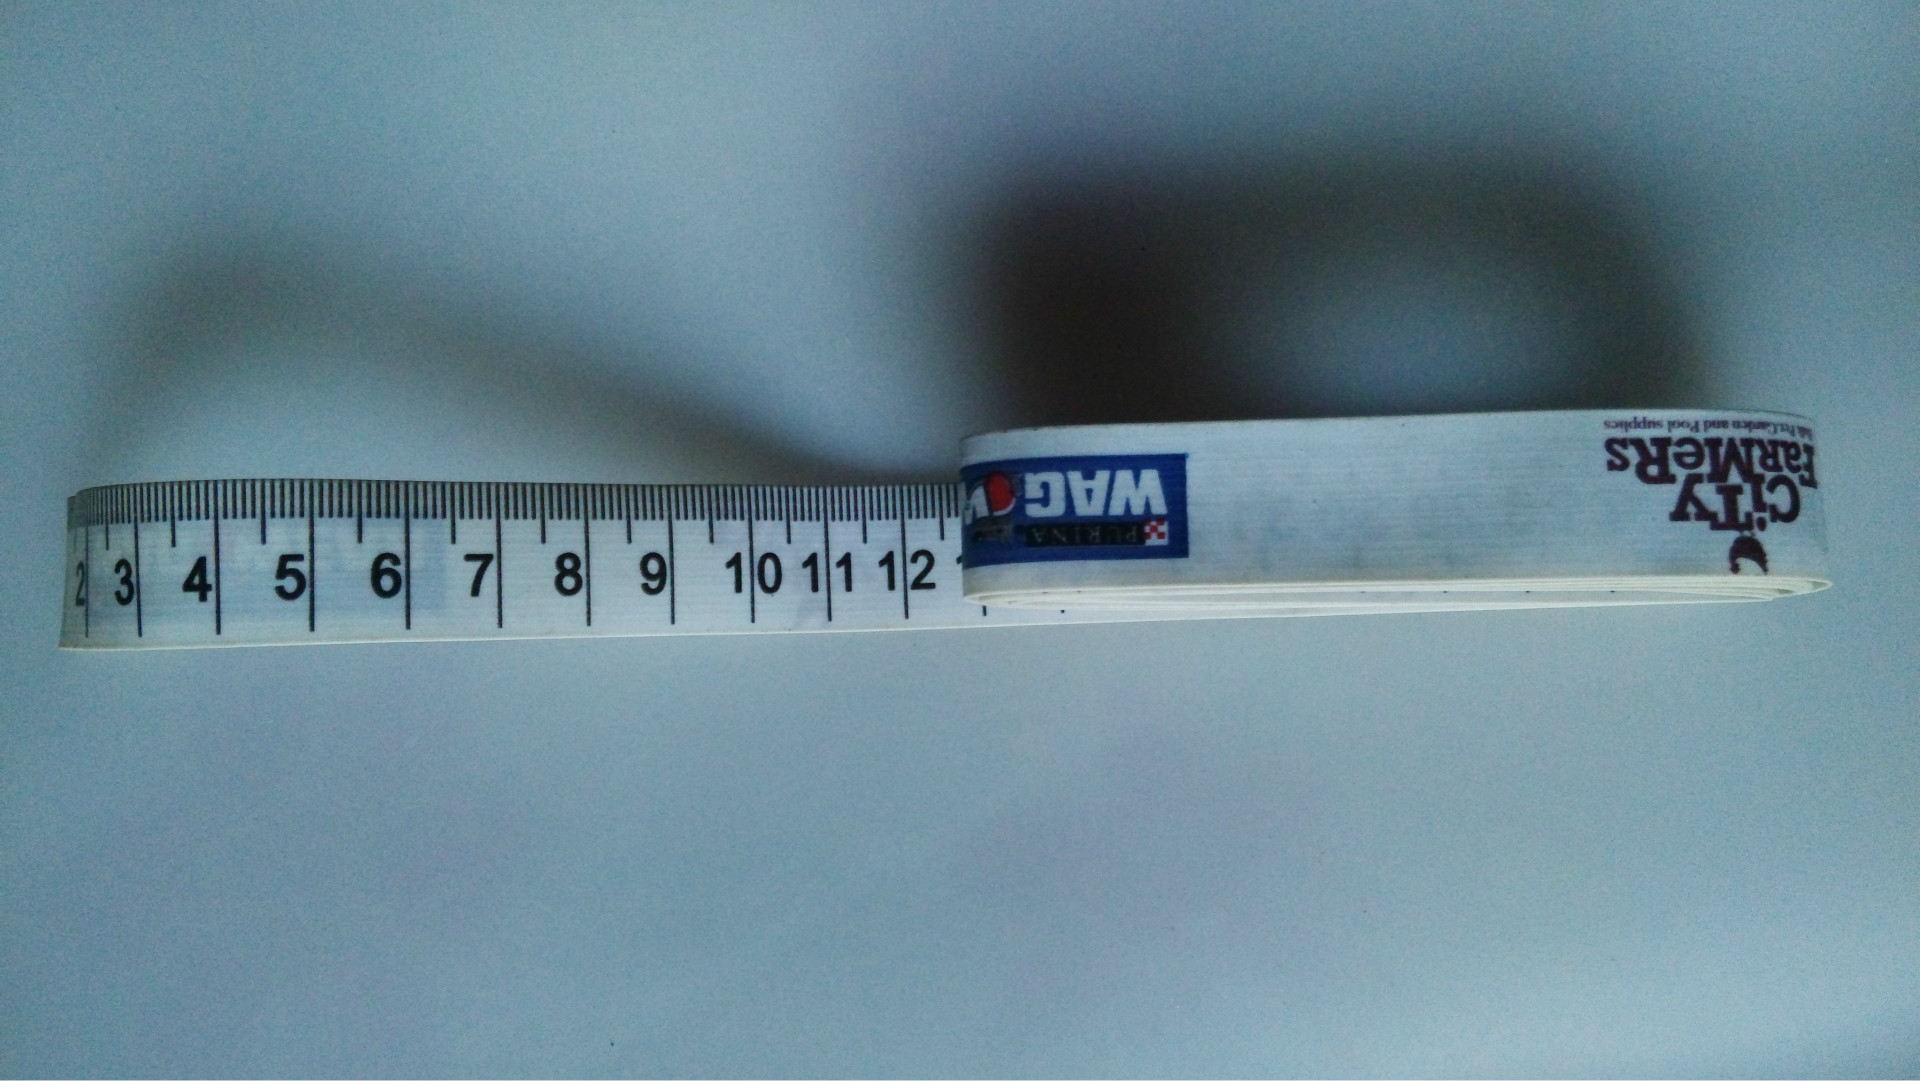 2 3 4 5 6 7 8 9 10 11 12
PURINA
WAG
CiTY
FaRMeRs
Pet, Garden and Pool supplies